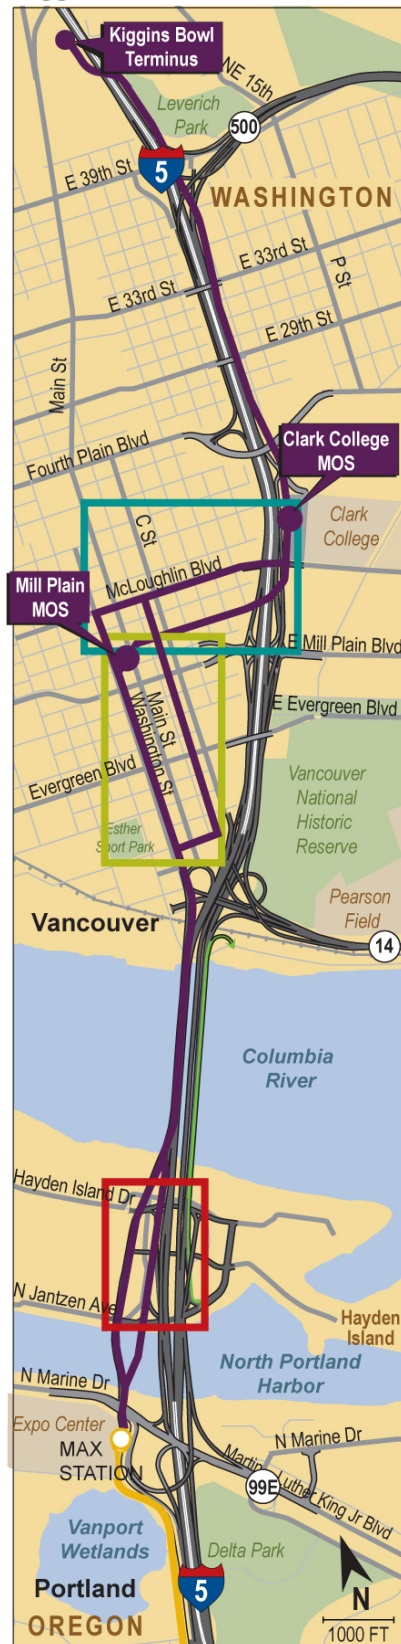 Kiggins Bowl
Terminus
NE 15th
Leverich
Park
500
E 39th St
5
WASHINGTON
E 33rd St
E 33rd St
P St
E 29th St
Main St
Fourth Plain Blvd
Clark College
MOS
C St
Clark
College
McLoughlin Blvd
Mill Plain
MOS
E Mill Plain Blvd
Main St
Washington St
E Evergreen Blvd
Evergreen Blvd
Vancouver
National
Historic
Reserve
Esther
Short Park
Pearson
Field
Vancouver
14
Columbia
River
Hayden Island Dr
N Jantzen Ave
Hayden
Island
North Portland
Harbor
N Marine Dr
Expo Center
MAX
STATION
N Marine Dr
99E
Martin Luther King Jr Blvd
Vanport
Wetlands
Delta Park
5
Portland
OREGON
N
1000 FT